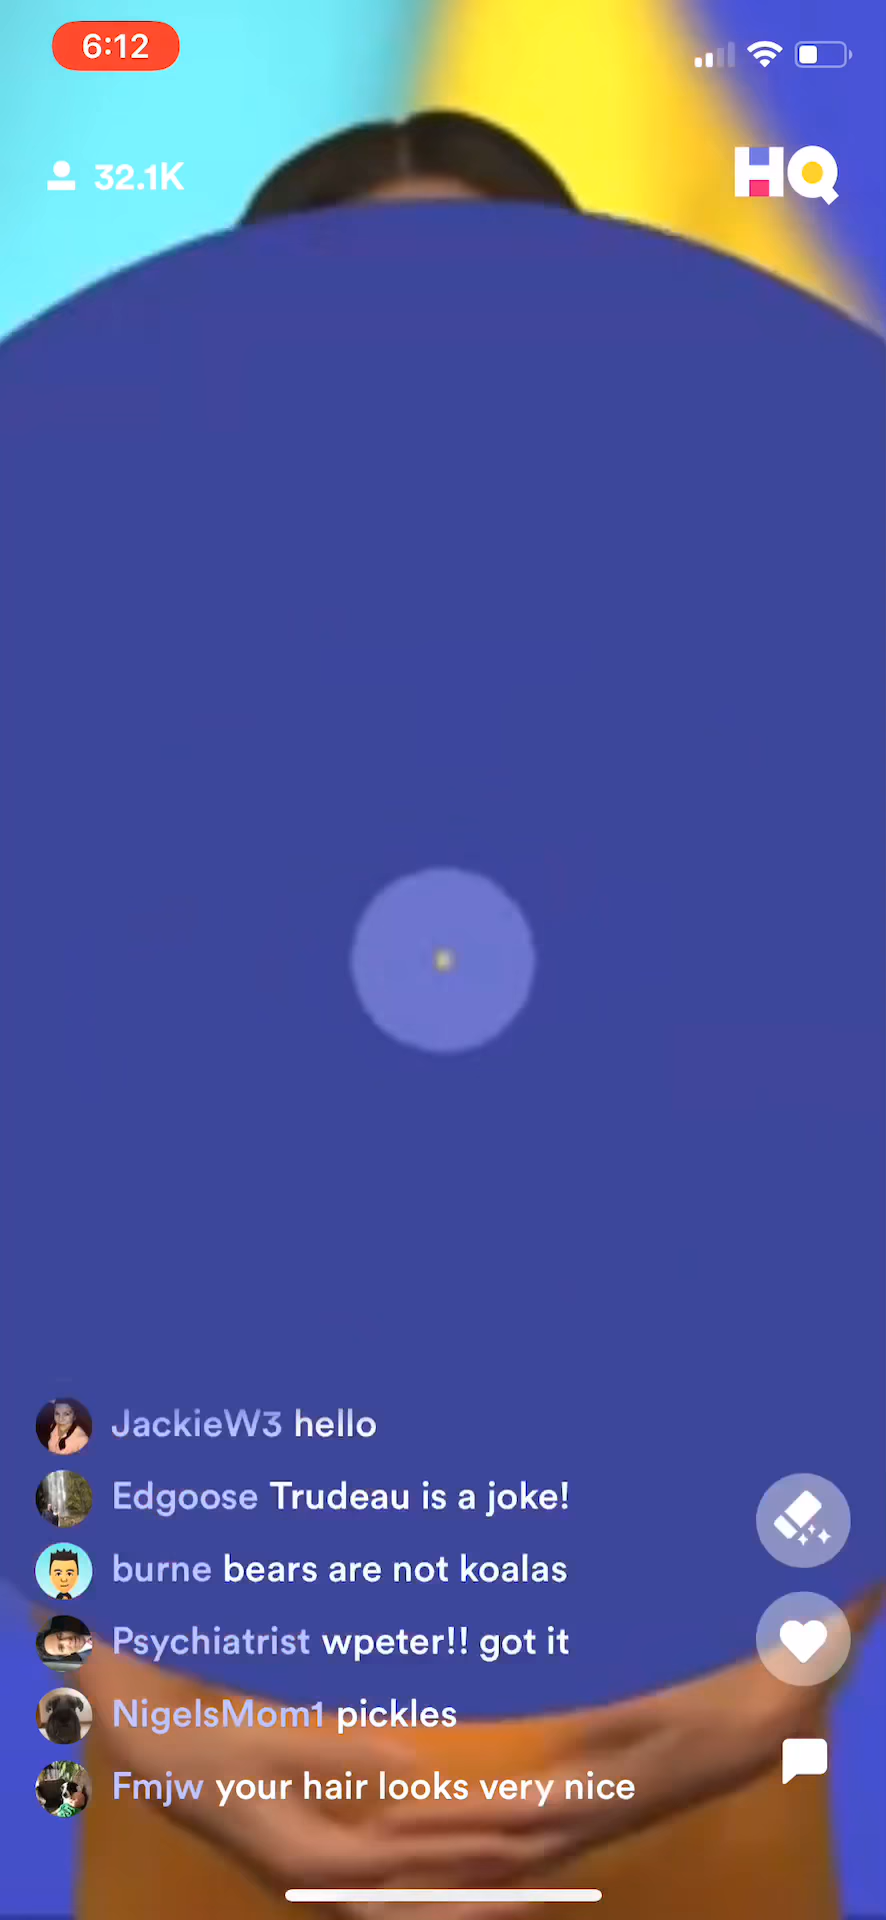 6:12
32.1K
HQ
JackieW3 hello
Edgoose Trudeau is a joke!
burne bears are not koalas
Psychiatrist wpeter!! got it
NigelsMom1 pickles
Fmjw your hair looks very nice